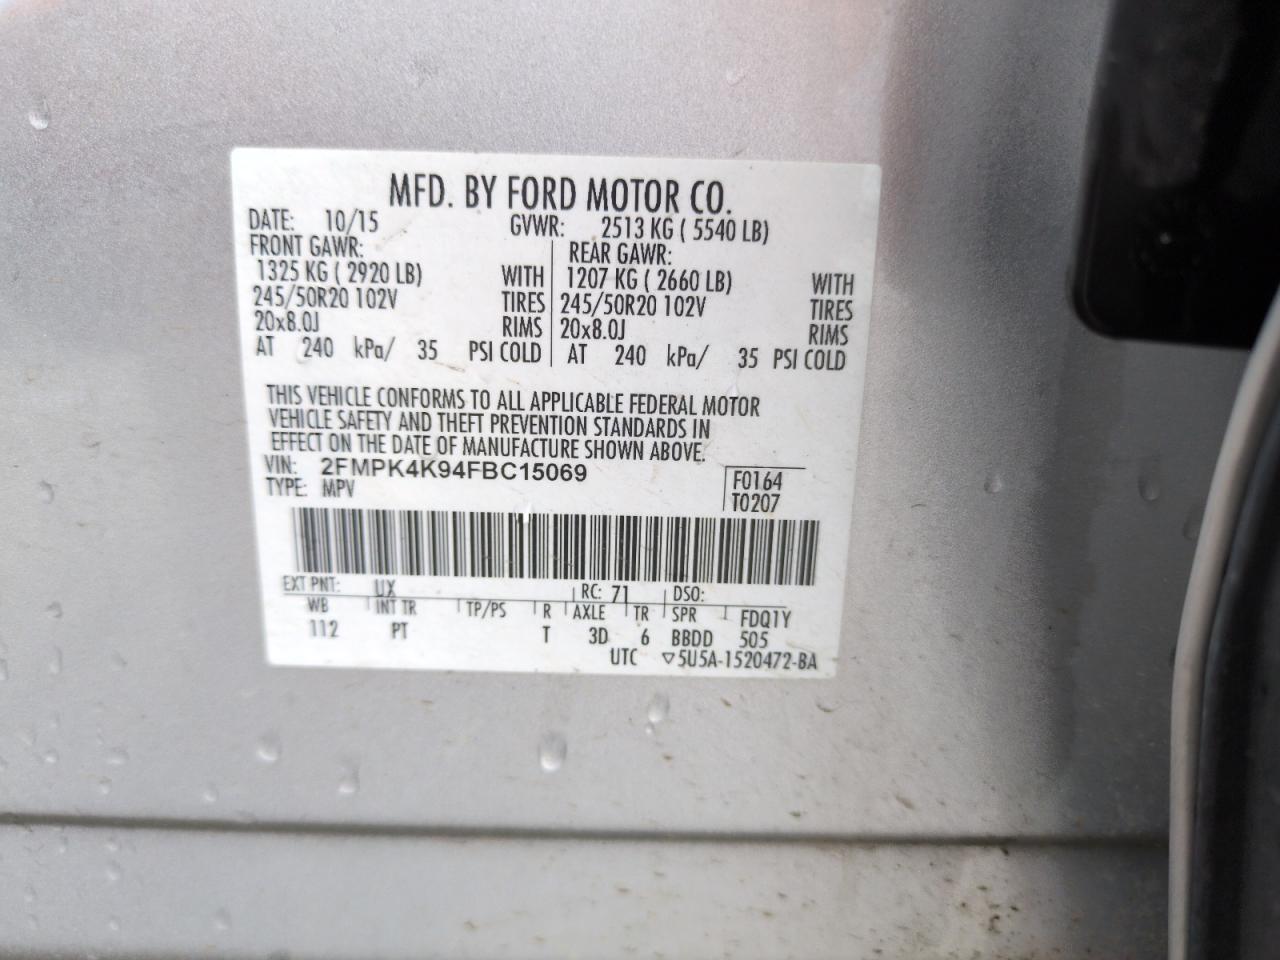 MFD. BY FORD MOTOR CO.
DATE: 10/15 GVWR: 2513 KG ( 5540 LB)
FRONT GAWR: REAR GAWR:
1325 KG ( 2920 LB) WITH 1207 KG ( 2660 LB) WITH
245/50R20 102V TIRES 245/50R20 102V TIRES
20x8.0J RIMS 20x8.0J RIMS
AT 240 kPa/ 35 PSI COLD AT 240 kPa/ 35 PSI COLD
THIS VEHICLE CONFORMS TO ALL APPLICABLE FEDERAL MOTOR
VEHICLE SAFETY AND THEFT PREVENTION STANDARDS IN
EFFECT ON THE DATE OF MANUFACTURE SHOWN ABOVE.
VIN: 2FMPK4K94FBC15069 F0164
TYPE: MPV T0207
EXT PNT: UX RC: 71 DSO:
WB INT TR TP/PS R AXLE TR SPR FDQ1Y
112 PT T 3D 6 BBDD 505
UTC ▽5U5A-1520472-BA